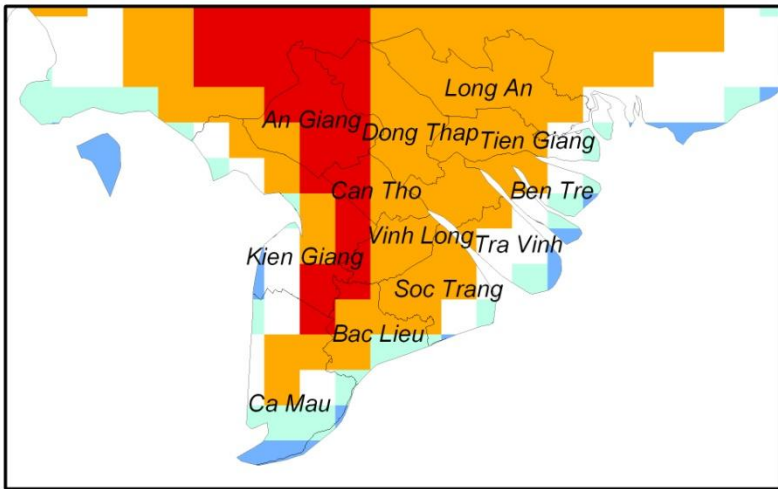 Long An
An Giang
Dong Thap
Tien Giang
Can Tho
Ben Tre
Vinh Long
Tra Vinh
Kien Giang
Soc Trang
Bac Lieu
Ca Mau